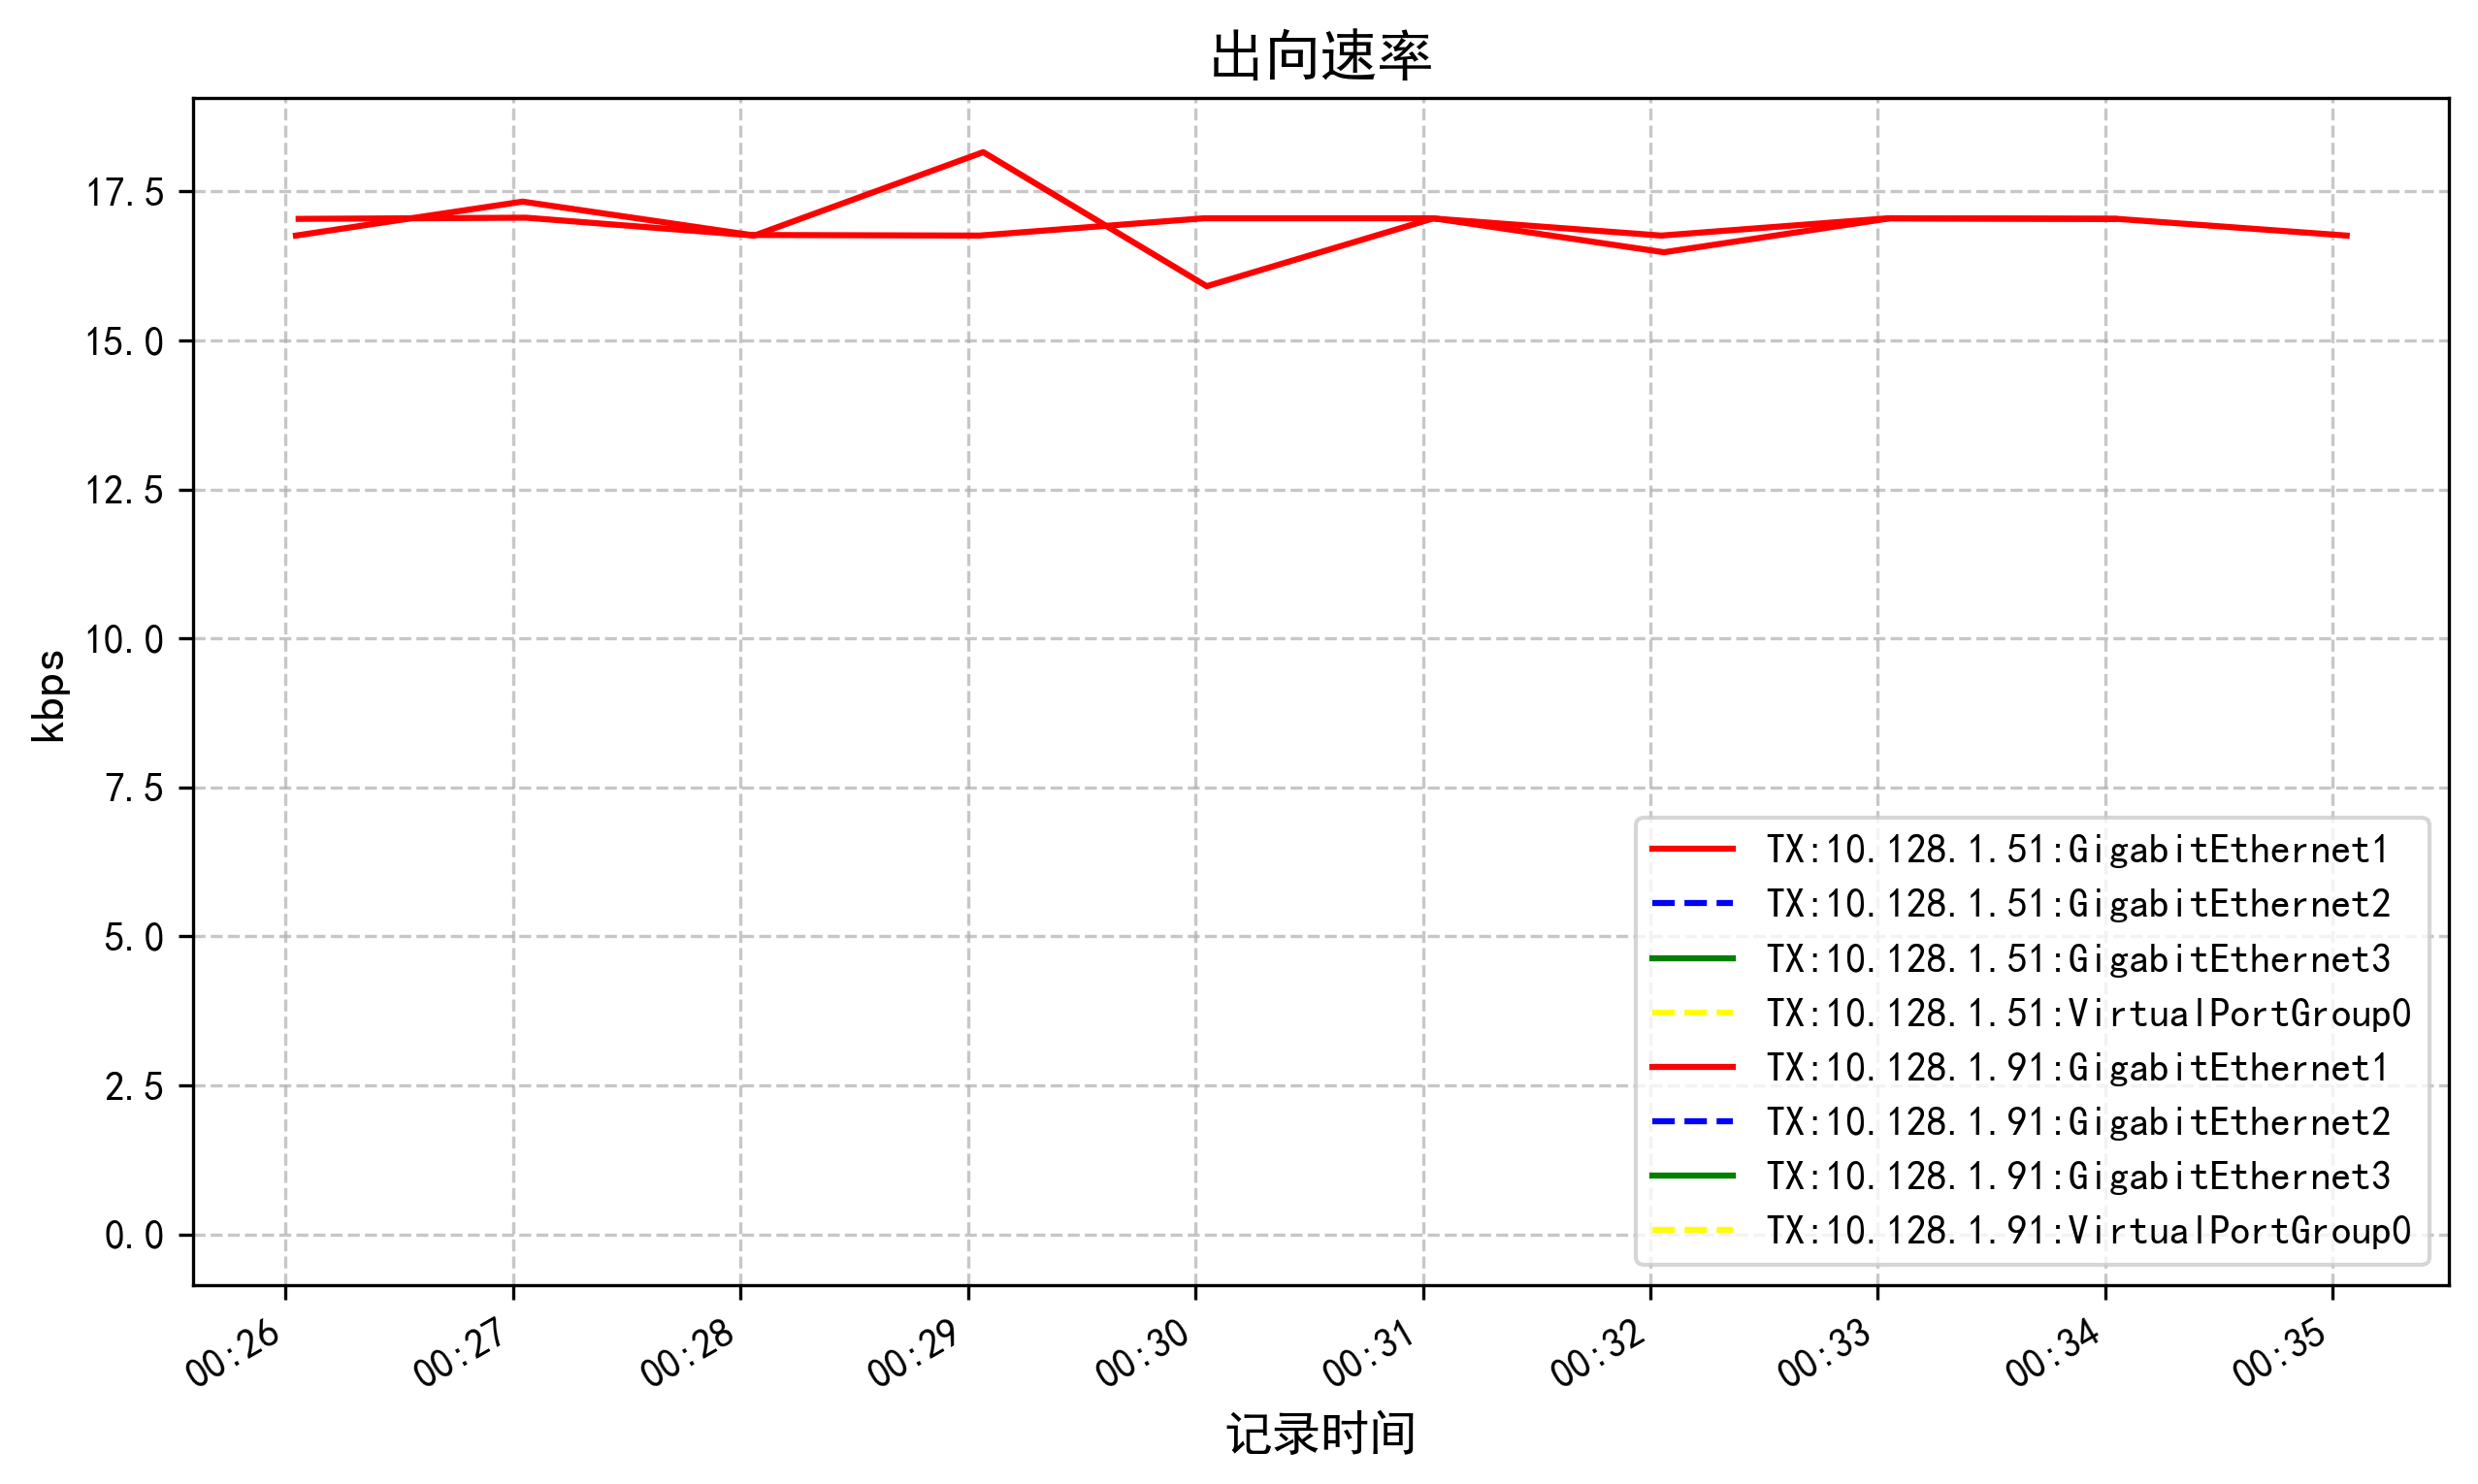 出向速率
kbps
17.5
15.0
12.5
10.0
7.5
5.0
2.5
0.0
TX:10.128.1.51:GigabitEthernet1
TX:10.128.1.51:GigabitEthernet2
TX:10.128.1.51:GigabitEthernet3
TX:10.128.1.51:VirtualPortGroup0
TX:10.128.1.91:GigabitEthernet1
TX:10.128.1.91:GigabitEthernet2
TX:10.128.1.91:GigabitEthernet3
TX:10.128.1.91:VirtualPortGroup0
00:26 00:27 00:28 00:29 00:30 00:31 00:32 00:33 00:34 00:35
记录时间